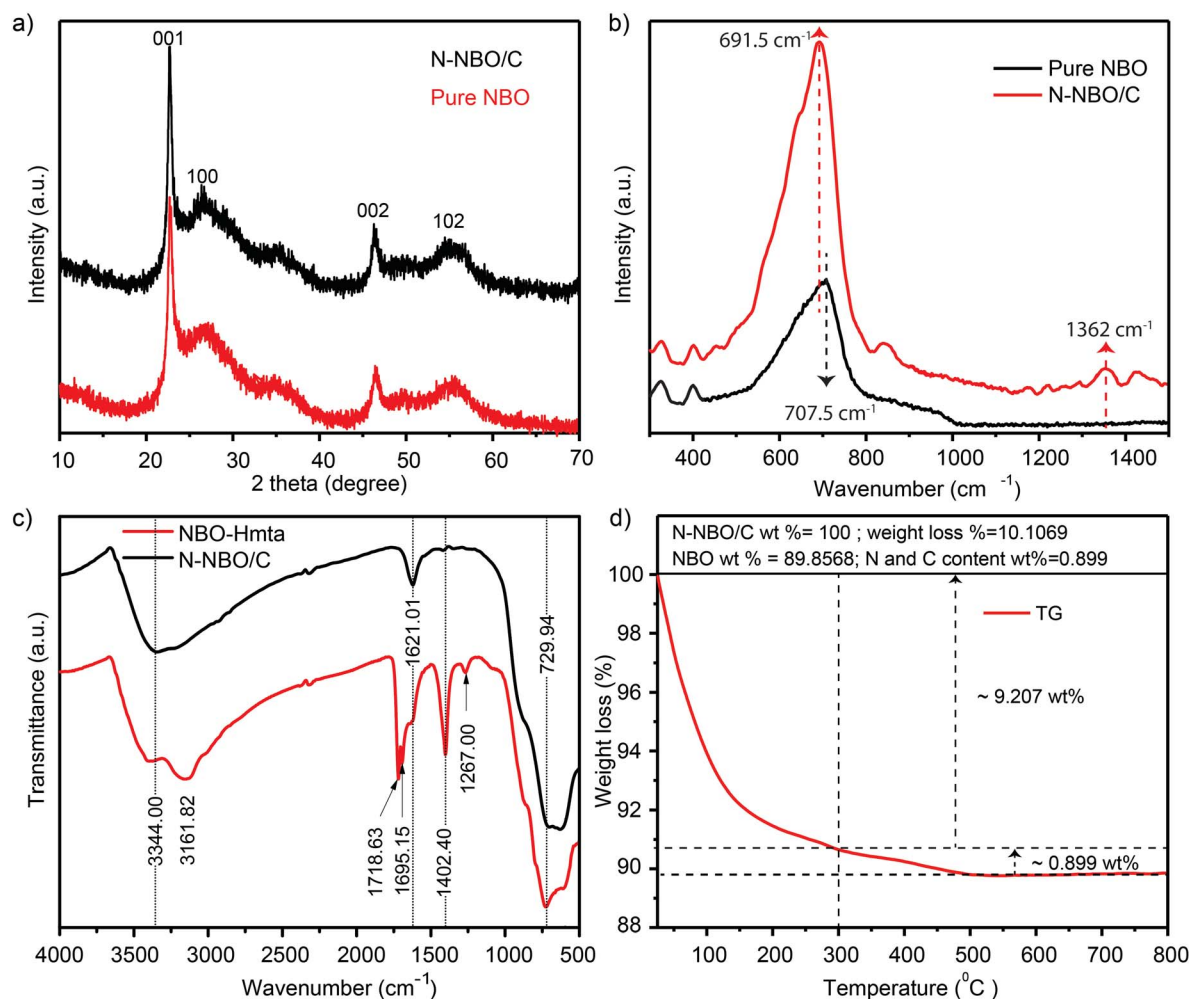 a)
001
100
002
102
N-NBO/C
Pure NBO
Intensity (a.u.)
10 20 30 40 50 60 70
2 theta (degree)
b)
691.5 cm⁻¹
Pure NBO
N-NBO/C
1362 cm⁻¹
707.5 cm⁻¹
Intensity (a.u.)
400 600 800 1000 1200 1400
Wavenumber (cm ⁻¹)
c)
NBO-Hmta
N-NBO/C
Transmittance (a.u.)
3344.00
3161.82
1718.63
1695.15
1621.01
1402.40
1267.00
729.94
4000 3500 3000 2500 2000 1500 1000 500
Wavenumber (cm⁻¹)
d)
N-NBO/C wt %= 100 ; weight loss %=10.1069
NBO wt % = 89.8568; N and C content wt%=0.899
TG
~ 9.207 wt%
~ 0.899 wt%
Weight loss (%)
100
98
96
94
92
90
88
100 200 300 400 500 600 700 800
Temperature (⁰C )